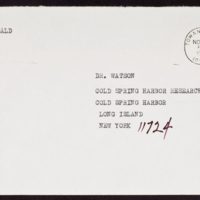 ALD
DR. WATSON
COLD SPRING HARBOR RESEARCH
COLD SPRING HARBOR
LONG ISLAND
NEW YORK 11724